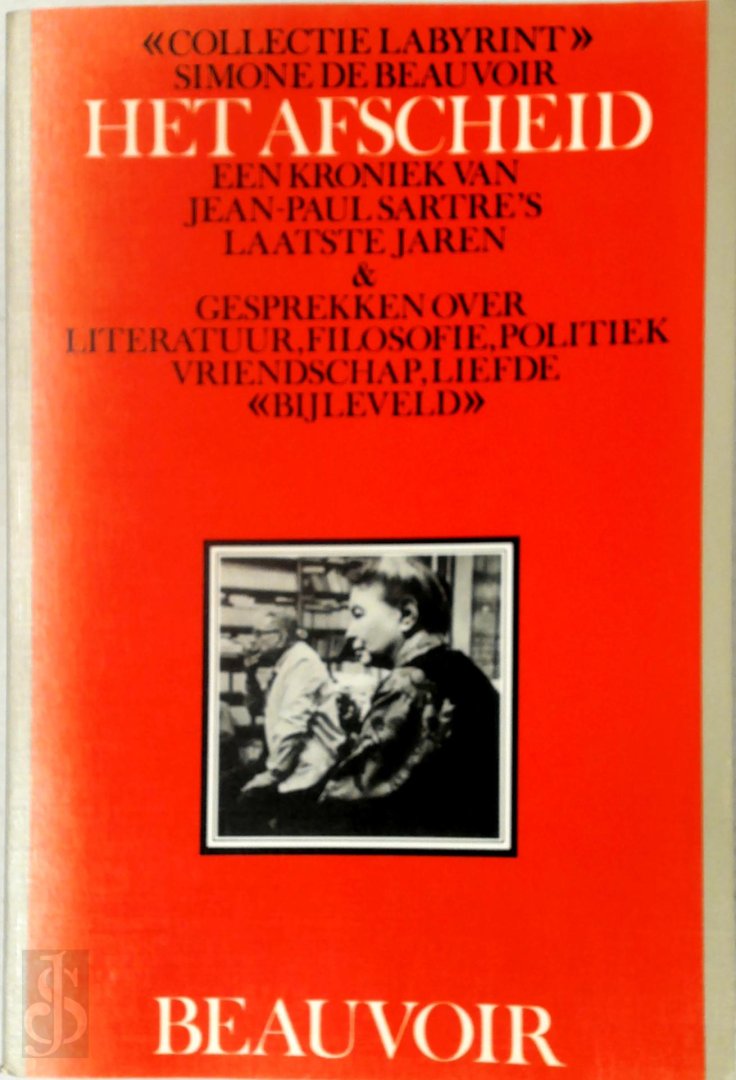 «COLLECTIE LABYRINT»
SIMONE DE BEAUVOIR
HET AFSCHEID
EEN KRONIEK VAN
JEAN-PAUL SARTRE'S
LAATSTE JAREN
&
GESPREKKEN OVER
LITERATUUR, FILOSOFIE, POLITIEK
VRIENDSCHAP, LIEFDE
«BIJLEVELD»
BEAUVOIR